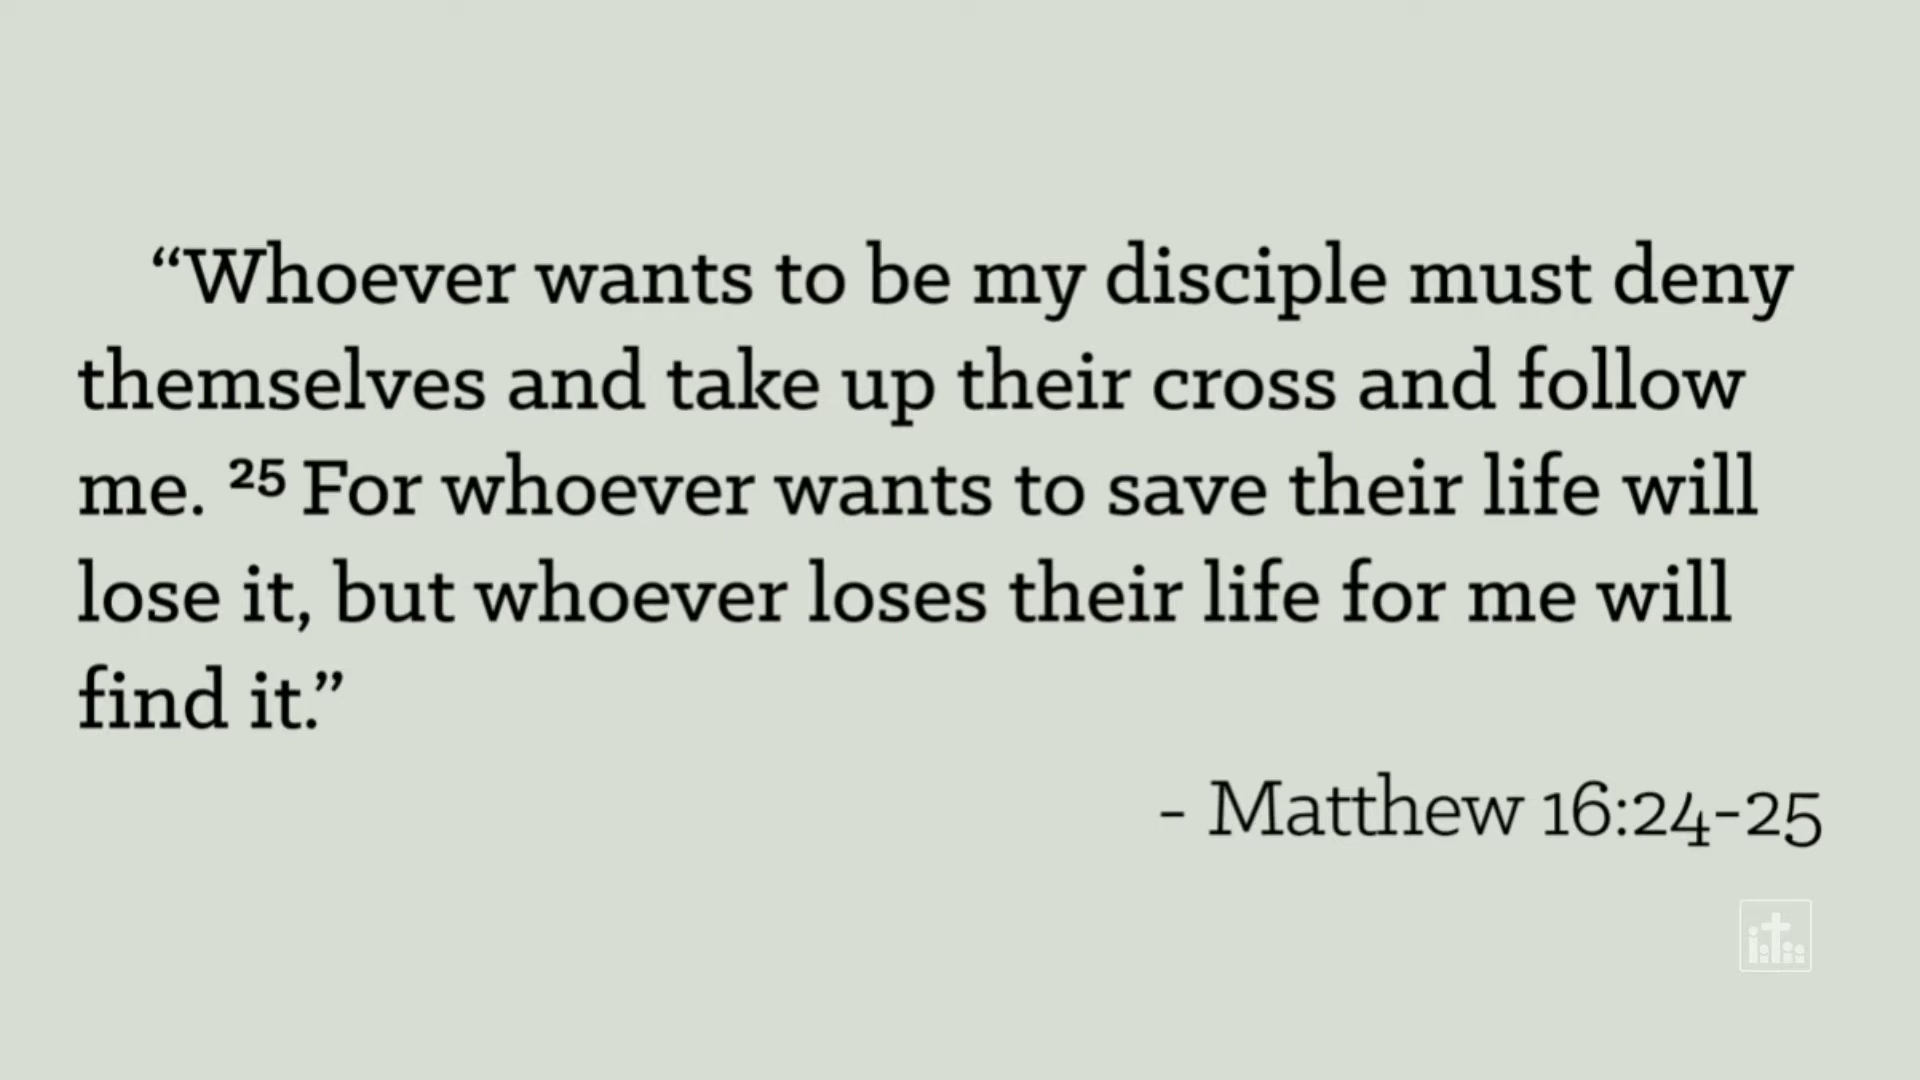 “Whoever wants to be my disciple must deny
themselves and take up their cross and follow
me. ²⁵ For whoever wants to save their life will
lose it, but whoever loses their life for me will
find it.”
- Matthew 16:24-25